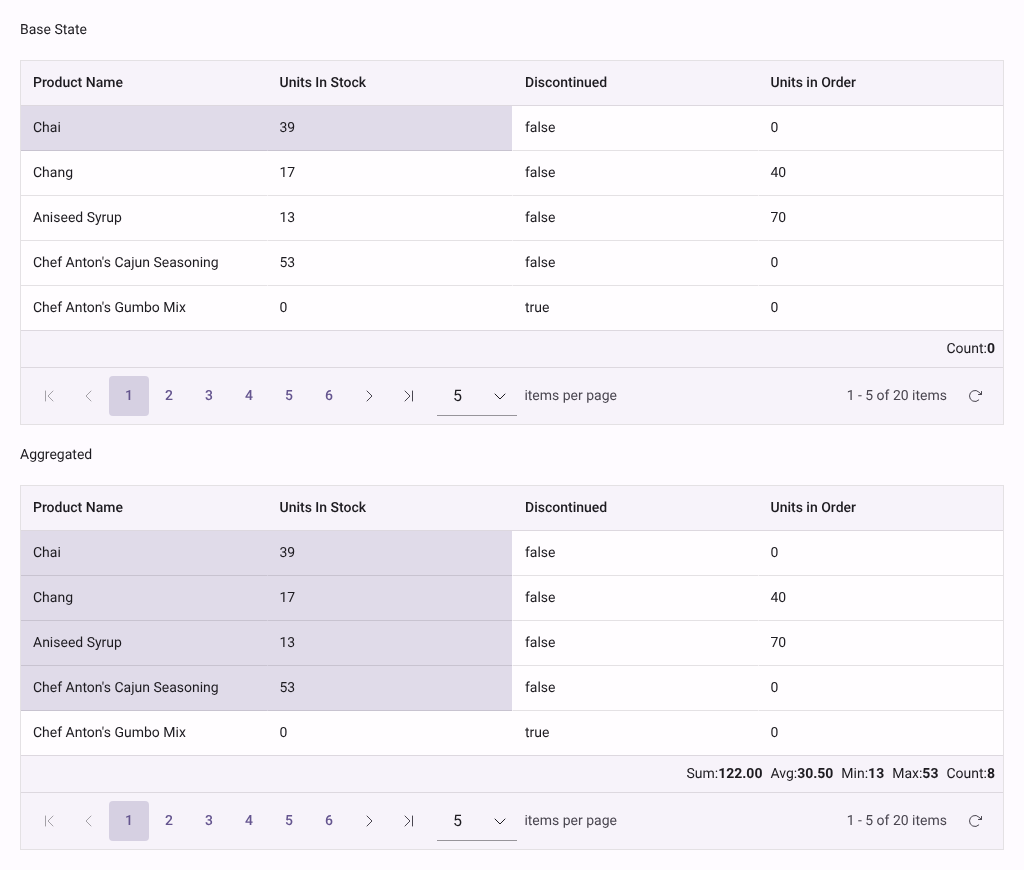 Base State
Product Name Units In Stock Discontinued Units in Order
Chai 39 false 0
Chang 17 false 40
Aniseed Syrup 13 false 70
Chef Anton's Cajun Seasoning 53 false 0
Chef Anton's Gumbo Mix 0 true 0
Count:0
1 2 3 4 5 6 5 items per page 1 - 5 of 20 items
Aggregated
Product Name Units In Stock Discontinued Units in Order
Chai 39 false 0
Chang 17 false 40
Aniseed Syrup 13 false 70
Chef Anton's Cajun Seasoning 53 false 0
Chef Anton's Gumbo Mix 0 true 0
Sum:122.00 Avg:30.50 Min:13 Max:53 Count:8
1 2 3 4 5 6 5 items per page 1 - 5 of 20 items